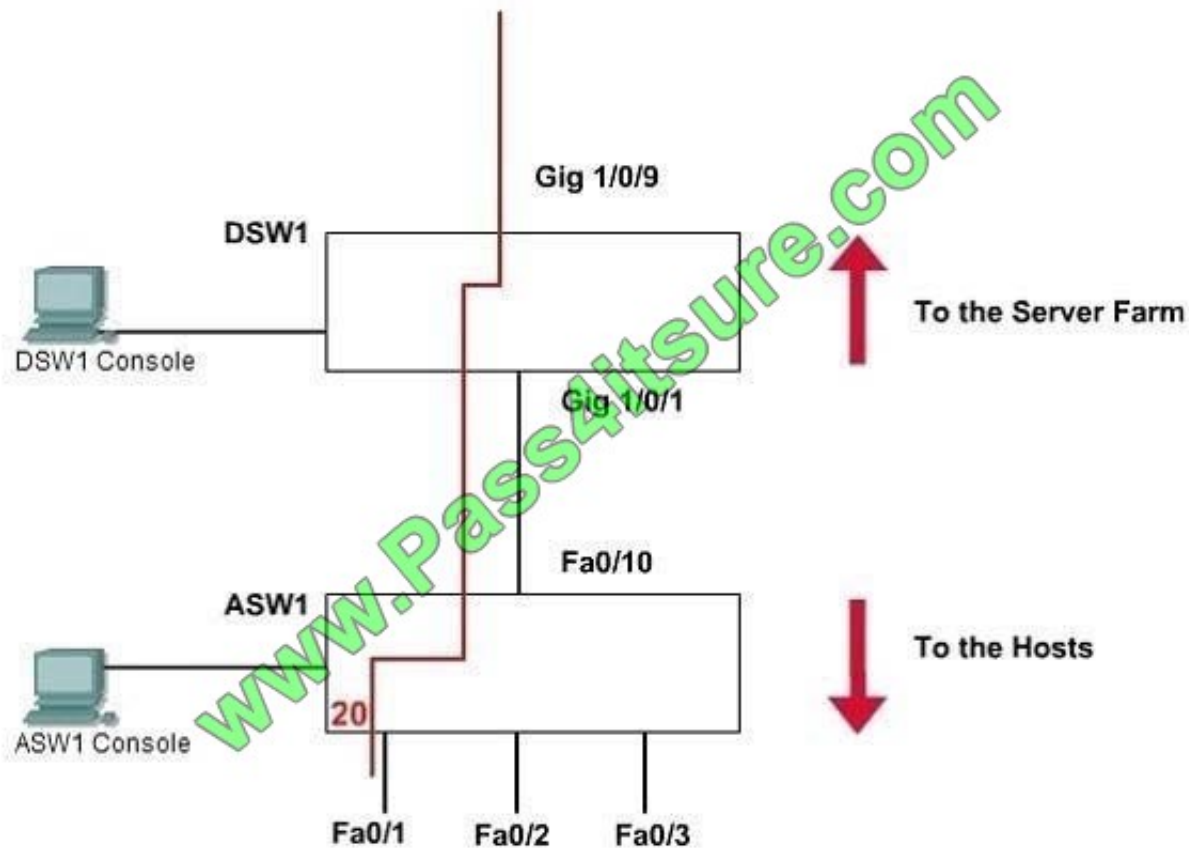 Gig 1/0/9
DSW1
DSW1 Console
To the Server Farm
Gig 1/0/1
Fa0/10
ASW1
To the Hosts
20
ASW1 Console
Fa0/1
Fa0/2
Fa0/3
www.Pass4itsure.com